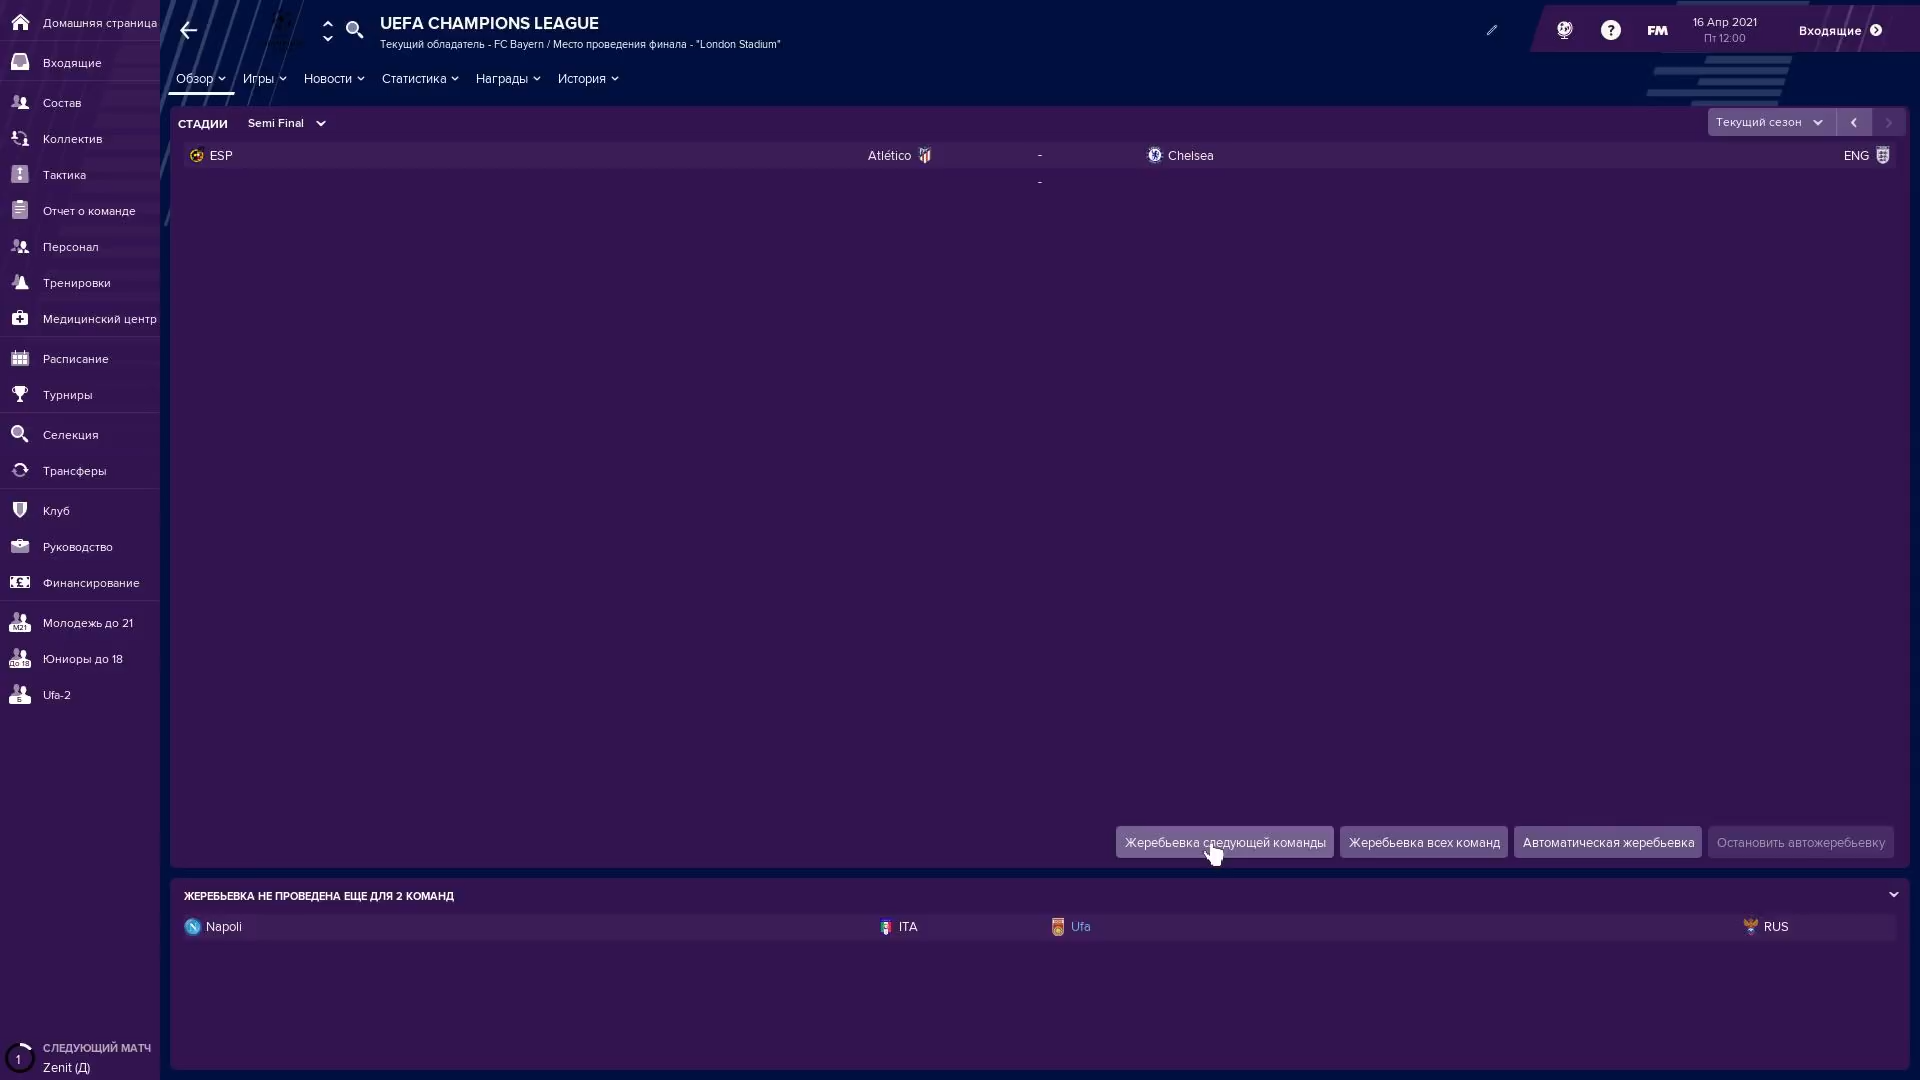 Домашняя страница
Входящие
Состав
Коллектив
Тактика
Отчет о команде
Персонал
Тренировки
Медицинский центр
Расписание
Турниры
Селекция
Трансферы
Клуб
Руководство
Финансирование
М21
Молодежь до 21
До 18
Юниоры до 18
Б
Ufa-2
1
СЛЕДУЮЩИЙ МАТЧ
Zenit (Д)
UEFA CHAMPIONS LEAGUE
Текущий обладатель - FC Bayern / Место проведения финала - "London Stadium"
?
FM
16 Апр 2021
Пт 12:00
Входящие
Обзор Игры Новости Статистика Награды История
СТАДИИ Semi Final
Текущий сезон
ESP Atlético - Chelsea ENG
-
Жеребьевка следующей команды
Жеребьевка всех команд
Автоматическая жеребьевка
Остановить автожеребьевку
ЖЕРЕБЬЕВКА НЕ ПРОВЕДЕНА ЕЩЕ ДЛЯ 2 КОМАНД
Napoli ITA Ufa RUS